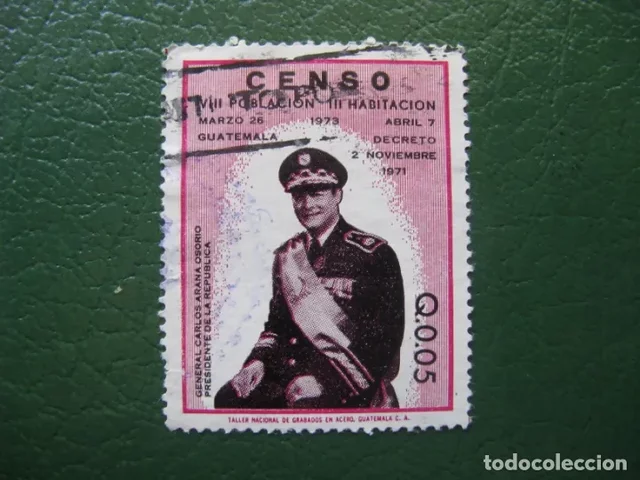 CENSO
VIII POBLACION III HABITACION
MARZO 26 1973 ABRIL 7
GUATEMALA DECRETO
2 NOVIEMBRE
1971
GENERAL CARLOS ARANA OSORIO
PRESIDENTE DE LA REPUBLICA
Q.0.05
TALLER NACIONAL DE GRABADOS EN ACERO, GUATEMALA C. A.
todocoleccion.net